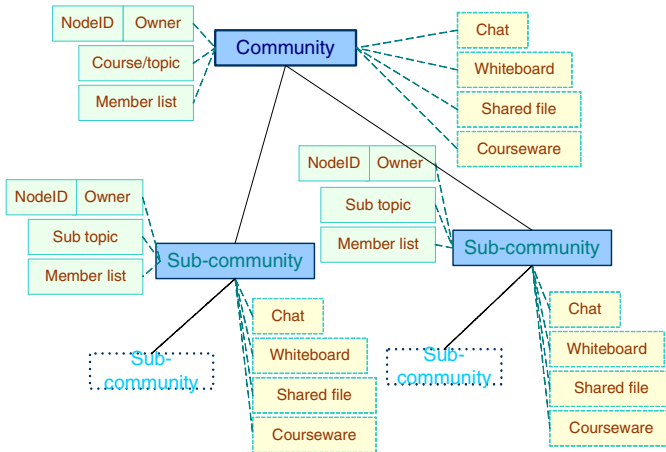 NodeID Owner
Community
Chat
Course/topic
Whiteboard
Member list
Shared file
Courseware
NodeID Owner
Sub topic
Member list
Sub-community
NodeID Owner
Sub topic
Member list
Sub-community
Chat
Whiteboard
Shared file
Courseware
Sub-
community
Chat
Whiteboard
Shared file
Courseware
Sub-
community